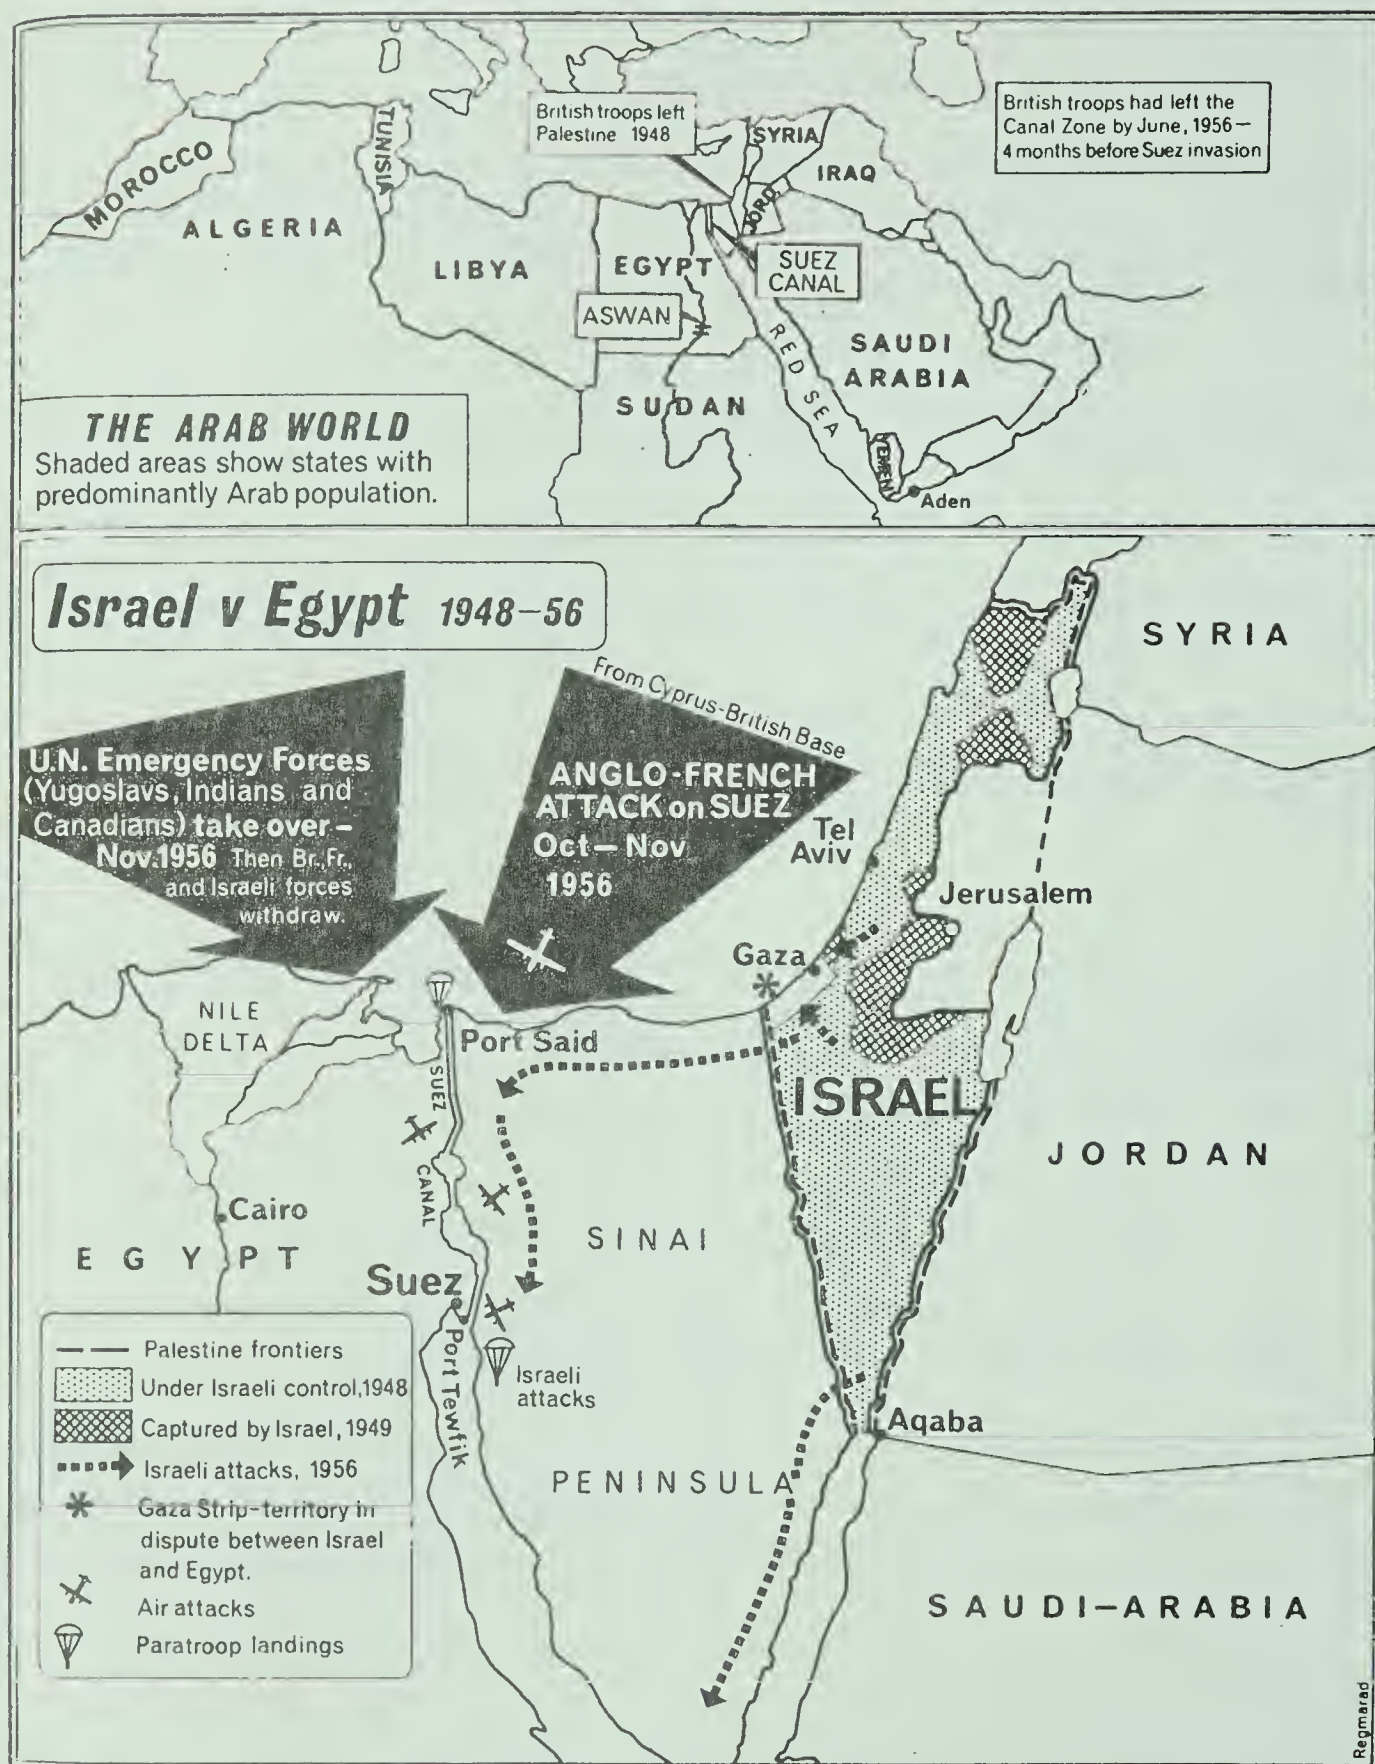 British troops left
Palestine 1948
British troops had left the
Canal Zone by June, 1956—
4 months before Suez invasion
MOROCCO
TUNISIA
ALGERIA
LIBYA
EGYPT
SYRIA
IRAQ
JORD.
SUEZ
CANAL
ASWAN
RED SEA
SAUDI
ARABIA
SUDAN
YEMEN
Aden
THE ARAB WORLD
Shaded areas show states with
predominantly Arab population.
Israel v Egypt 1948–56
SYRIA
From Cyprus-British Base
U.N. Emergency Forces
(Yugoslavs, Indians and
Canadians) take over–
Nov.1956 Then Br., Fr.,
and Israeli forces
withdraw.
ANGLO-FRENCH
ATTACK on SUEZ
Oct–Nov
1956
Tel
Aviv
Jerusalem
Gaza
NILE
DELTA
Port Said
SUEZ
CANAL
ISRAEL
JORDAN
Cairo
EGYPT
SINAI
Suez
Port Tewfik
Israeli
attacks
Aqaba
PENINSULA
SAUDI–ARABIA
Palestine frontiers
Under Israeli control,1948
Captured by Israel, 1949
Israeli attacks, 1956
Gaza Strip-territory in
dispute between Israel
and Egypt.
Air attacks
Paratroop landings
Regmarad